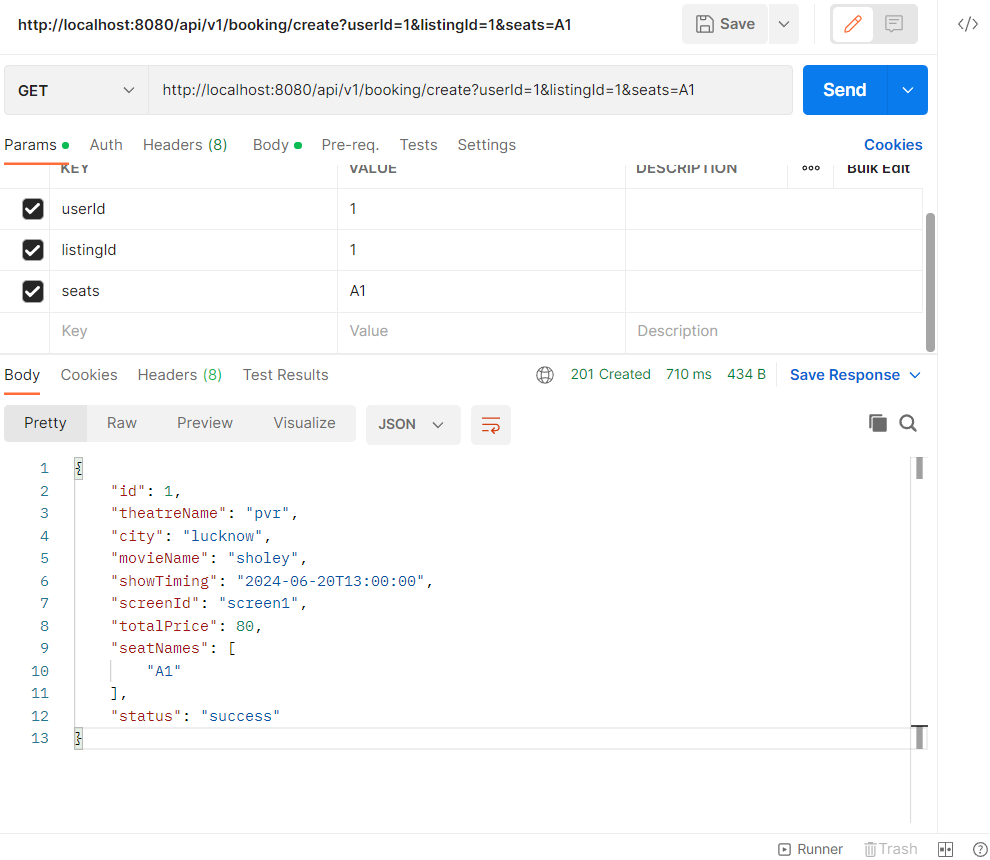 http://localhost:8080/api/v1/booking/create?userId=1&listingId=1&seats=A1 Save </>
GET http://localhost:8080/api/v1/booking/create?userId=1&listingId=1&seats=A1 Send
Params Auth Headers (8) Body Pre-req. Tests Settings Cookies
KEY VALUE DESCRIPTION ooo Bulk Edit
userId 1
listingId 1
seats A1
Key Value Description
Body Cookies Headers (8) Test Results 201 Created 710 ms 434 B Save Response
Pretty Raw Preview Visualize JSON
1 {
2 "id": 1,
3 "theatreName": "pvr",
4 "city": "lucknow",
5 "movieName": "sholey",
6 "showTiming": "2024-06-20T13:00:00",
7 "screenId": "screen1",
8 "totalPrice": 80,
9 "seatNames": [
10 "A1"
11 ],
12 "status": "success"
13 }
Runner Trash ?